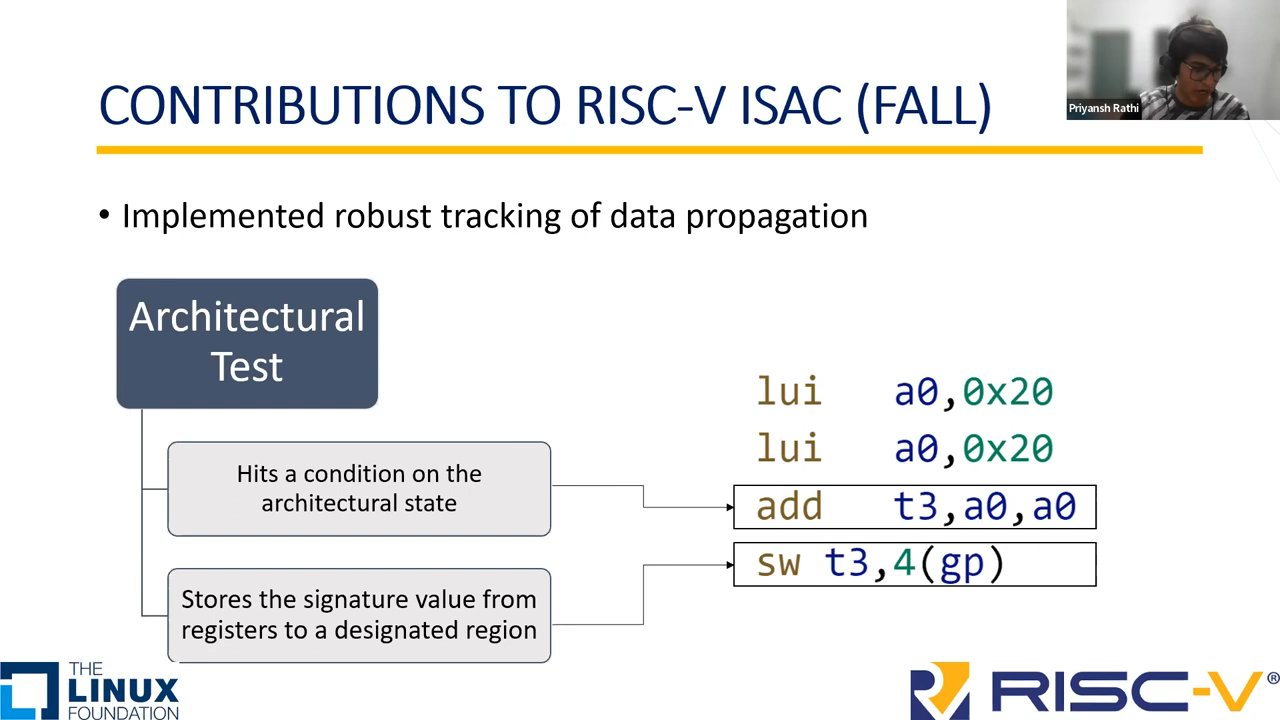 CONTRIBUTIONS TO RISC-V ISAC (FALL)
Priyansh Rathi
• Implemented robust tracking of data propagation
Architectural
Test
Hits a condition on the
architectural state
Stores the signature value from
registers to a designated region
lui a0,0x20
lui a0,0x20
add t3,a0,a0
sw t3,4(gp)
THE
LINUX
FOUNDATION
RISC-V®